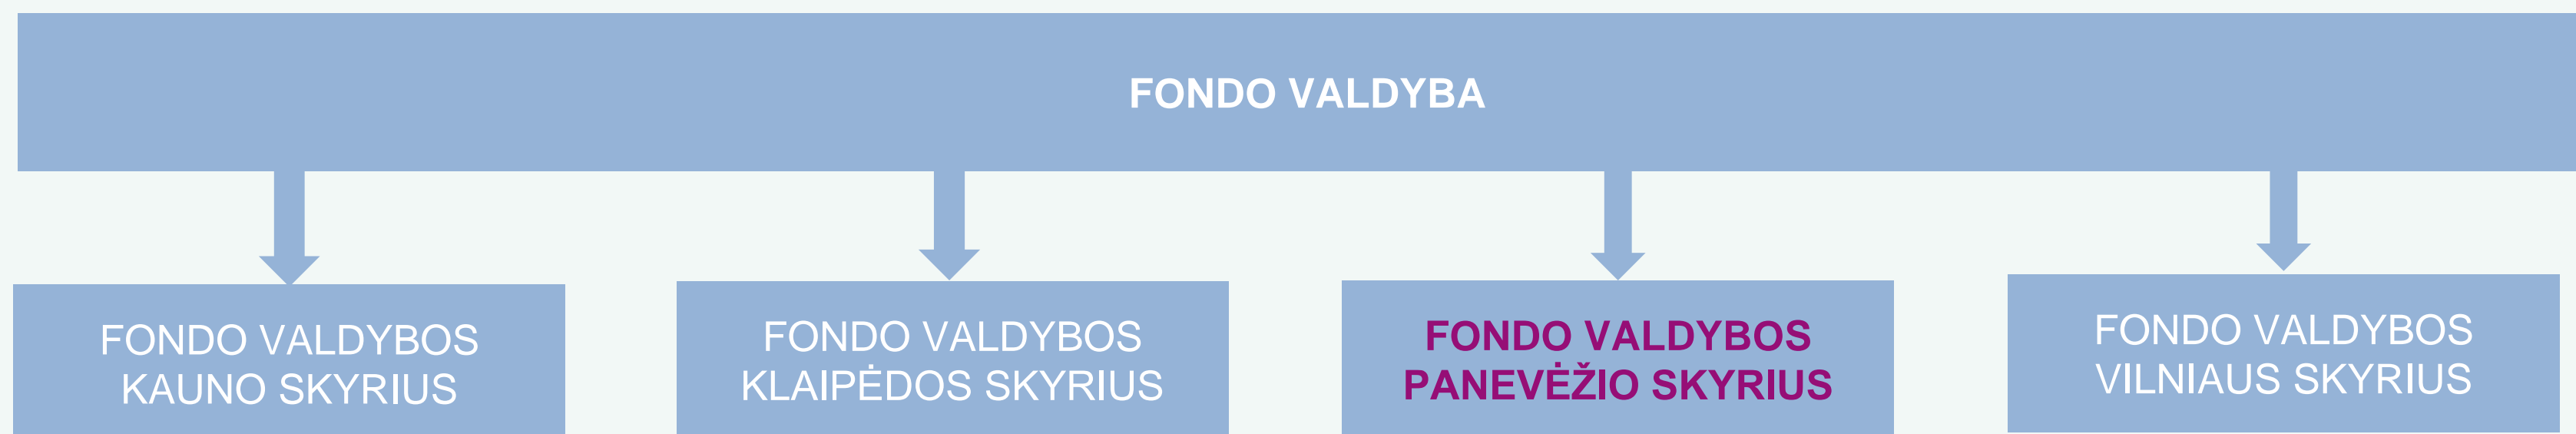 FONDO VALDYBA
FONDO VALDYBOS
KAUNO SKYRIUS
FONDO VALDYBOS
KLAIPĖDOS SKYRIUS
FONDO VALDYBOS
PANEVĖŽIO SKYRIUS
FONDO VALDYBOS
VILNIAUS SKYRIUS